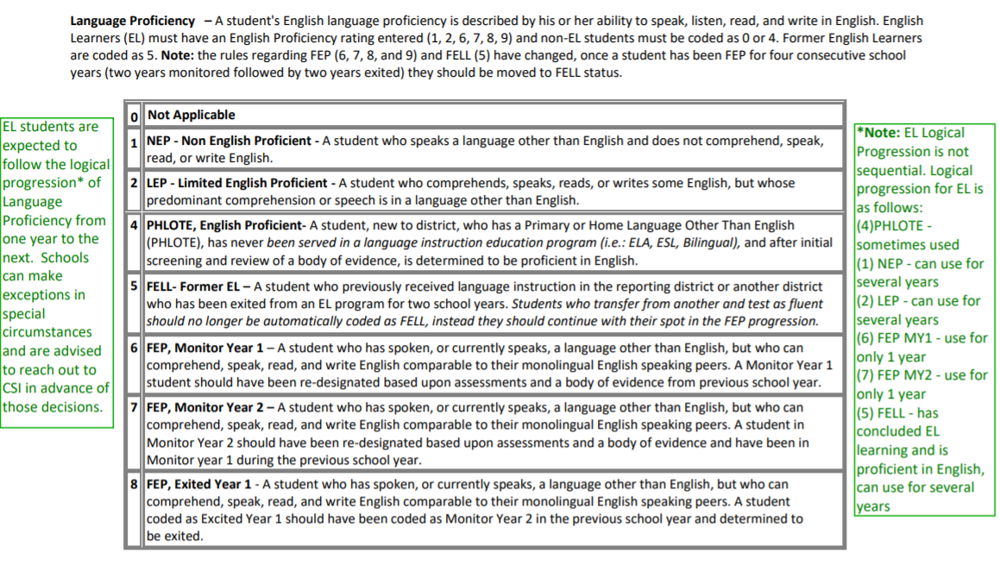 Language Proficiency – A student's English language proficiency is described by his or her ability to speak, listen, read, and write in English. English
Learners (EL) must have an English Proficiency rating entered (1, 2, 6, 7, 8, 9) and non-EL students must be coded as 0 or 4. Former English Learners
are coded as 5. Note: the rules regarding FEP (6, 7, 8, and 9) and FELL (5) have changed, once a student has been FEP for four consecutive school
years (two years monitored followed by two years exited) they should be moved to FELL status.
EL students are
expected to
follow the logical
progression* of
Language
Proficiency from
one year to the
next. Schools
can make
exceptions in
special
circumstances
and are advised
to reach out to
CSI in advance of
those decisions.
0 Not Applicable
1 NEP - Non English Proficient - A student who speaks a language other than English and does not comprehend, speak,
read, or write English.
2 LEP - Limited English Proficient - A student who comprehends, speaks, reads, or writes some English, but whose
predominant comprehension or speech is in a language other than English.
4 PHLOTE, English Proficient- A student, new to district, who has a Primary or Home Language Other Than English
(PHLOTE), has never been served in a language instruction education program (i.e.: ELA, ESL, Bilingual), and after initial
screening and review of a body of evidence, is determined to be proficient in English.
5 FELL- Former EL – A student who previously received language instruction in the reporting district or another district
who has been exited from an EL program for two school years. Students who transfer from another and test as fluent
should no longer be automatically coded as FELL, instead they should continue with their spot in the FEP progression.
6 FEP, Monitor Year 1 – A student who has spoken, or currently speaks, a language other than English, but who can
comprehend, speak, read, and write English comparable to their monolingual English speaking peers. A Monitor Year 1
student should have been re-designated based upon assessments and a body of evidence from previous school year.
7 FEP, Monitor Year 2 – A student who has spoken, or currently speaks, a language other than English, but who can
comprehend, speak, read, and write English comparable to their monolingual English speaking peers. A student in
Monitor Year 2 should have been re-designated based upon assessments and a body of evidence and have been in
Monitor year 1 during the previous school year.
8 FEP, Exited Year 1 - A student who has spoken, or currently speaks, a language other than English, but who can
comprehend, speak, read, and write English comparable to their monolingual English speaking peers. A student
coded as Excited Year 1 should have been coded as Monitor Year 2 in the previous school year and determined to
be exited.
*Note: EL Logical
Progression is not
sequential. Logical
progression for EL is
as follows:
(4)PHLOTE -
sometimes used
(1) NEP - can use for
several years
(2) LEP - can use for
several years
(6) FEP MY1 - use for
only 1 year
(7) FEP MY2 - use for
only 1 year
(5) FELL - has
concluded EL
learning and is
proficient in English,
can use for several
years